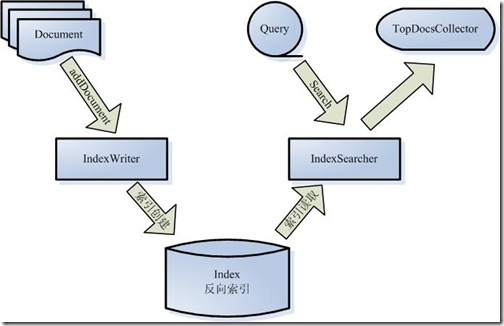 Document
Query
TopDocsCollector
addDocument
Search
IndexWriter
IndexSearcher
索引创建
索引读取
Index
反向索引